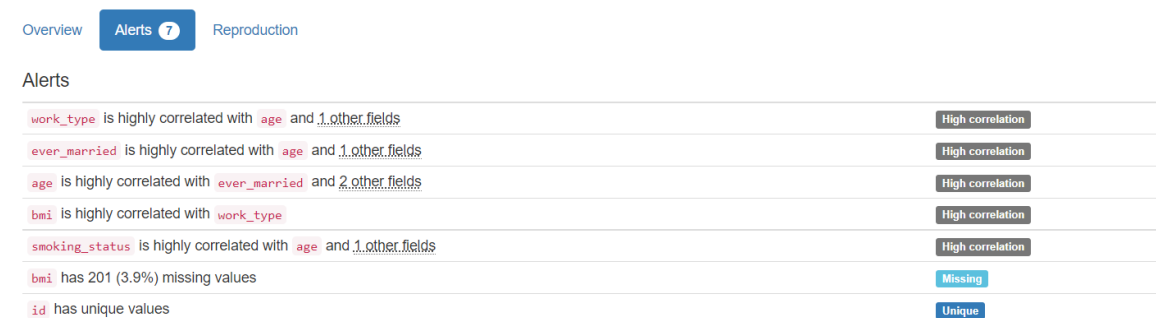 Overview Alerts 7 Reproduction
Alerts
work_type is highly correlated with age and 1 other fields High correlation
ever_married is highly correlated with age and 1 other fields High correlation
age is highly correlated with ever_married and 2 other fields High correlation
bmi is highly correlated with work_type High correlation
smoking_status is highly correlated with age and 1 other fields High correlation
bmi has 201 (3.9%) missing values Missing
id has unique values Unique